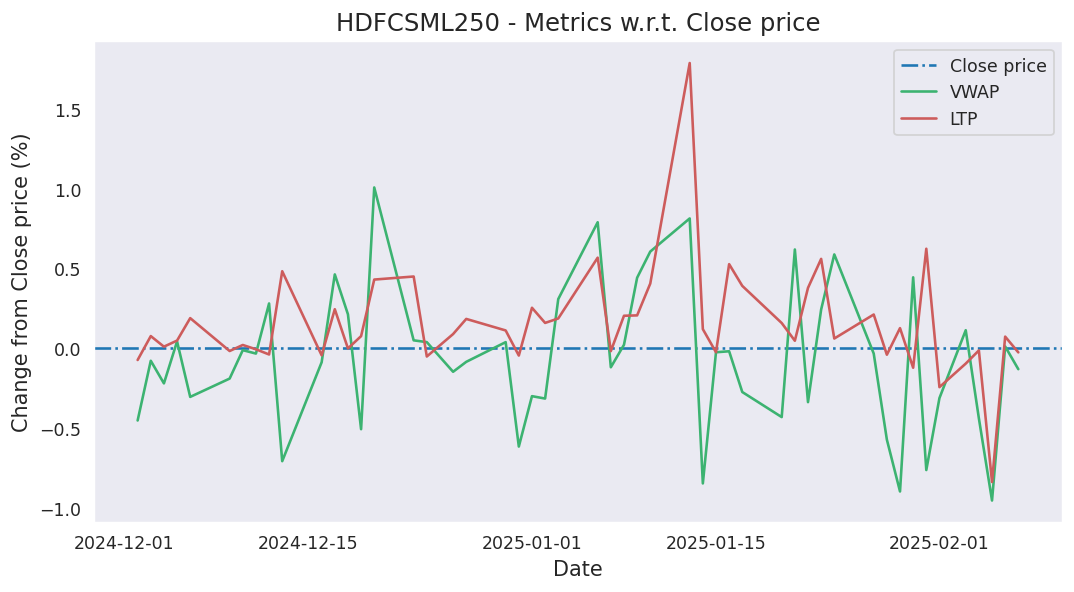 HDFCSML250 - Metrics w.r.t. Close price
Close price
VWAP
LTP
Change from Close price (%)
1.5
1.0
0.5
0.0
−0.5
−1.0
2024-12-01 2024-12-15 2025-01-01 2025-01-15 2025-02-01
Date